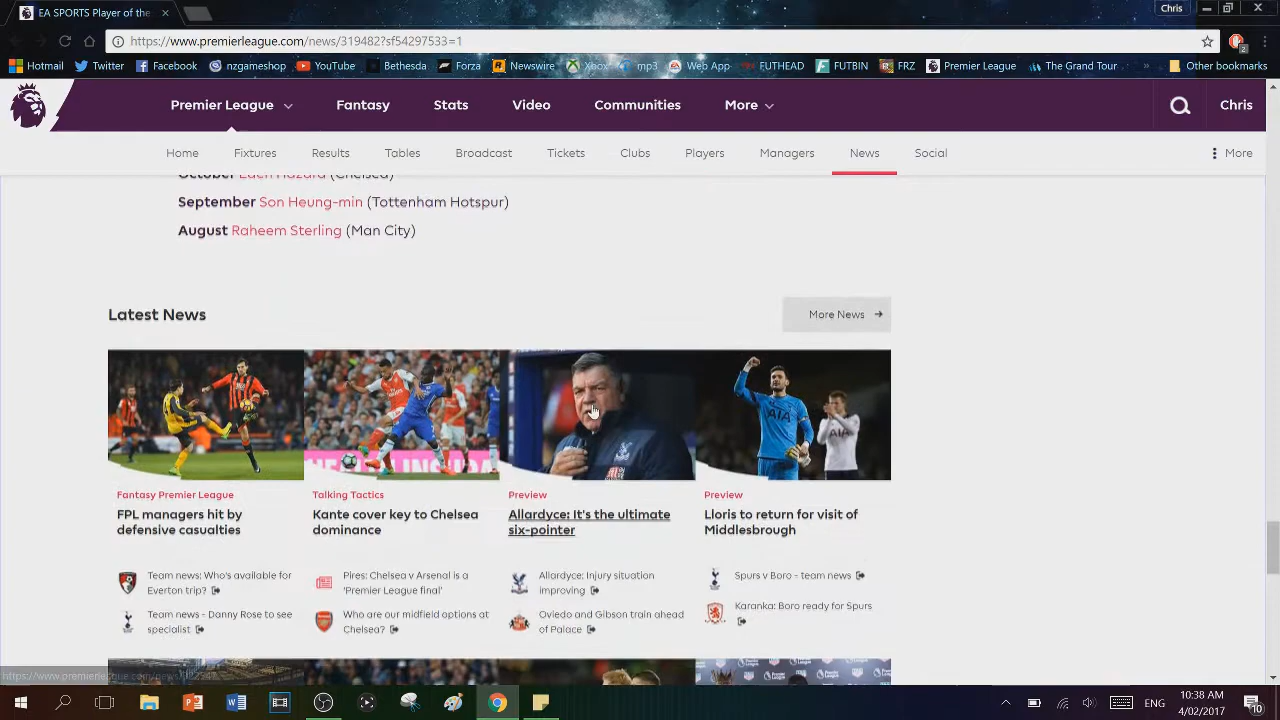 EA SPORTS Player of the
Chris
https://www.premierleague.com/news/319482?sf54297533=1
Hotmail Twitter Facebook nzgameshop YouTube Bethesda Forza Newswire Xbox mp3 Web App FUTHEAD FUTBIN FRZ Premier League The Grand Tour » Other bookmarks
Premier League Fantasy Stats Video Communities More Chris
Home Fixtures Results Tables Broadcast Tickets Clubs Players Managers News Social More
October Eden Hazard (Chelsea)
September Son Heung-min (Tottenham Hotspur)
August Raheem Sterling (Man City)
Latest News
More News
Fantasy Premier League
FPL managers hit by
defensive casualties
Team news: Who's available for
Everton trip?
Team news - Danny Rose to see
specialist
Talking Tactics
Kante cover key to Chelsea
dominance
Pires: Chelsea v Arsenal is a
'Premier League final'
Who are our midfield options at
Chelsea?
Preview
Allardyce: It's the ultimate
six-pointer
Allardyce: Injury situation
improving
Oviedo and Gibson train ahead
of Palace
Preview
Lloris to return for visit of
Middlesbrough
Spurs v Boro - team news
Karanka: Boro ready for Spurs
AIA
AIA
ENG
10:38 AM
4/02/2017